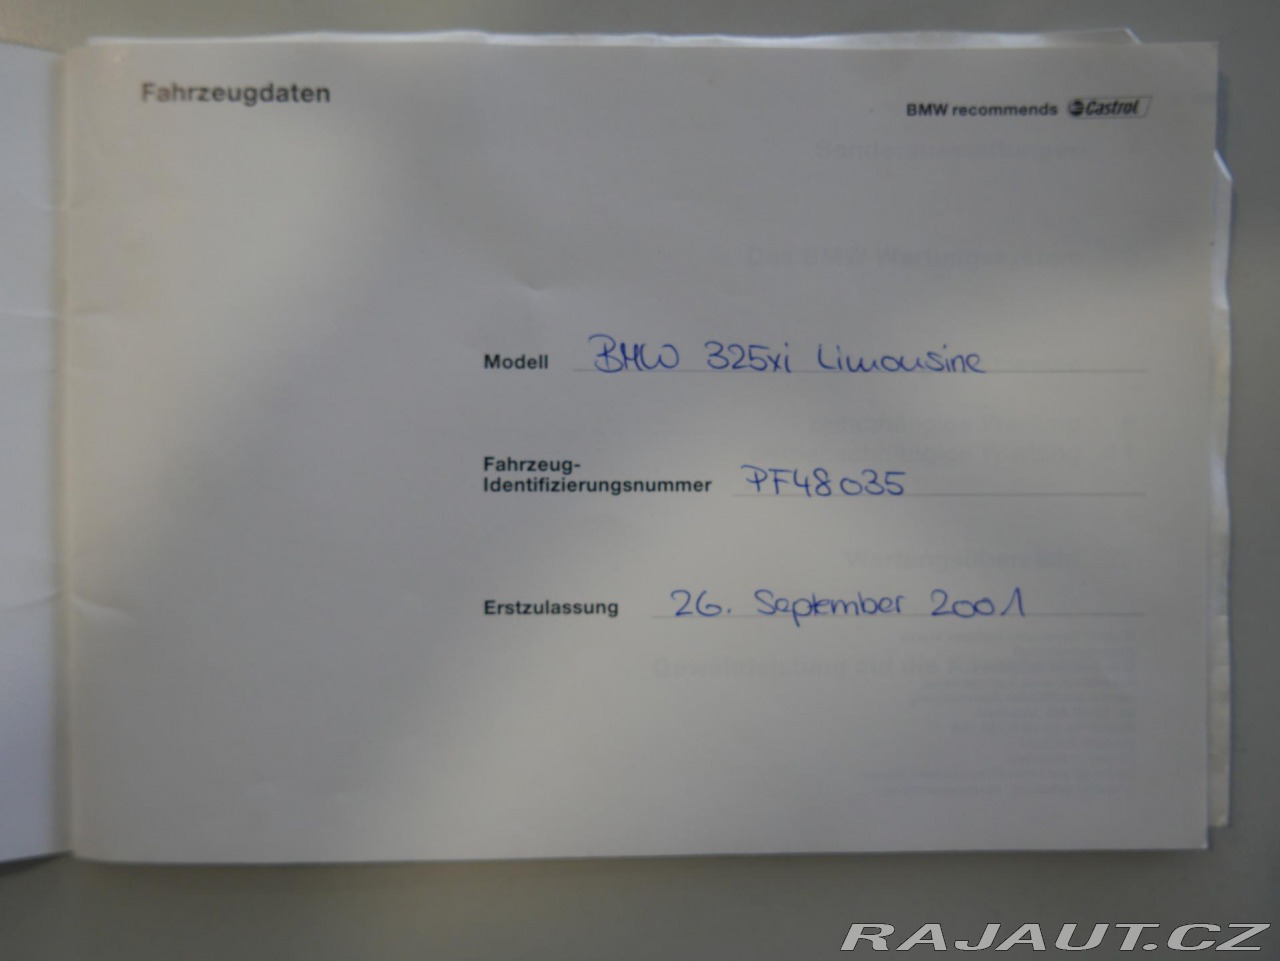 Fahrzeugdaten
BMW recommends Castrol
Modell BMW 325xi Limousine
Fahrzeug-
Identifizierungsnummer PF48035
Erstzulassung 26. September 2001
RAJAUT.CZ